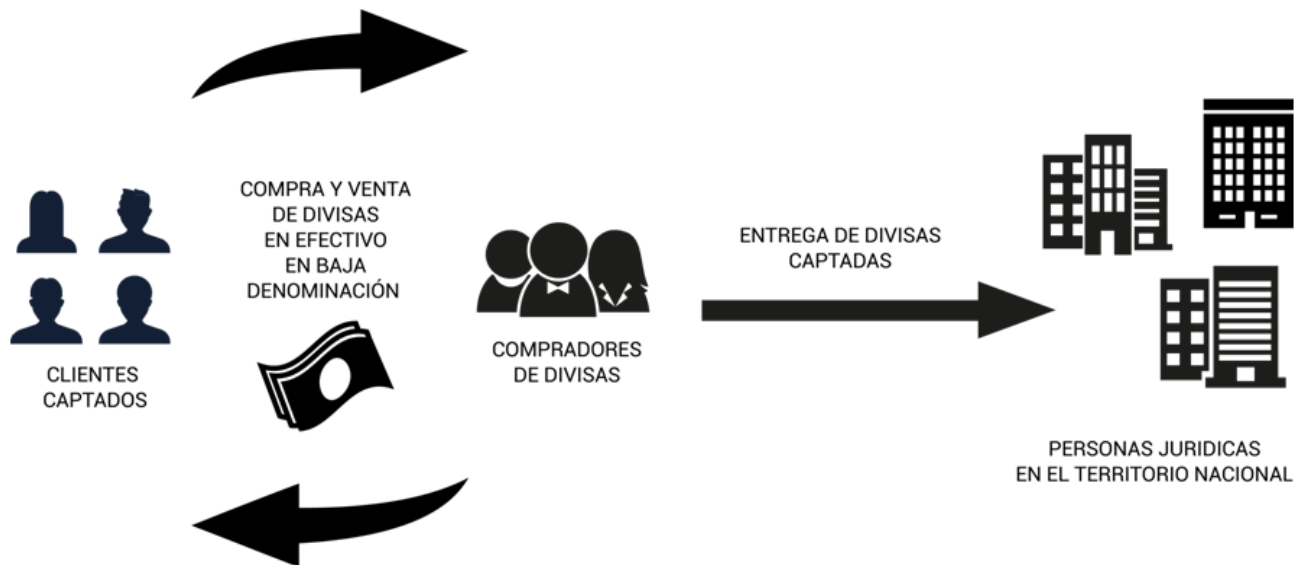 COMPRA Y VENTA
DE DIVISAS
EN EFECTIVO
EN BAJA
DENOMINACIÓN
CLIENTES
CAPTADOS
COMPRADORES
DE DIVISAS
ENTREGA DE DIVISAS
CAPTADAS
PERSONAS JURIDICAS
EN EL TERRITORIO NACIONAL